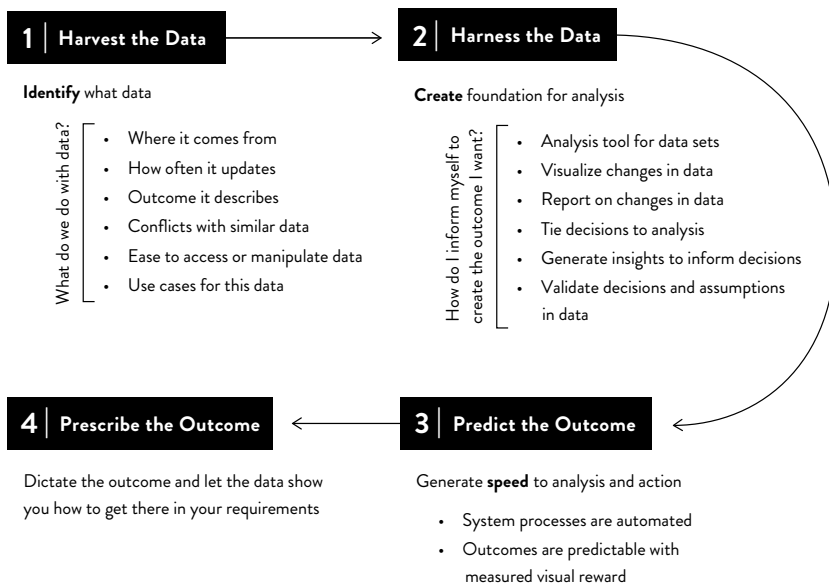 1 | Harvest the Data
Identify what data
What do we do with data?
• Where it comes from
• How often it updates
• Outcome it describes
• Conflicts with similar data
• Ease to access or manipulate data
• Use cases for this data
2 | Harness the Data
Create foundation for analysis
How do I inform myself to
create the outcome I want?
• Analysis tool for data sets
• Visualize changes in data
• Report on changes in data
• Tie decisions to analysis
• Generate insights to inform decisions
• Validate decisions and assumptions
in data
3 | Predict the Outcome
Generate speed to analysis and action
• System processes are automated
• Outcomes are predictable with
measured visual reward
4 | Prescribe the Outcome
Dictate the outcome and let the data show
you how to get there in your requirements